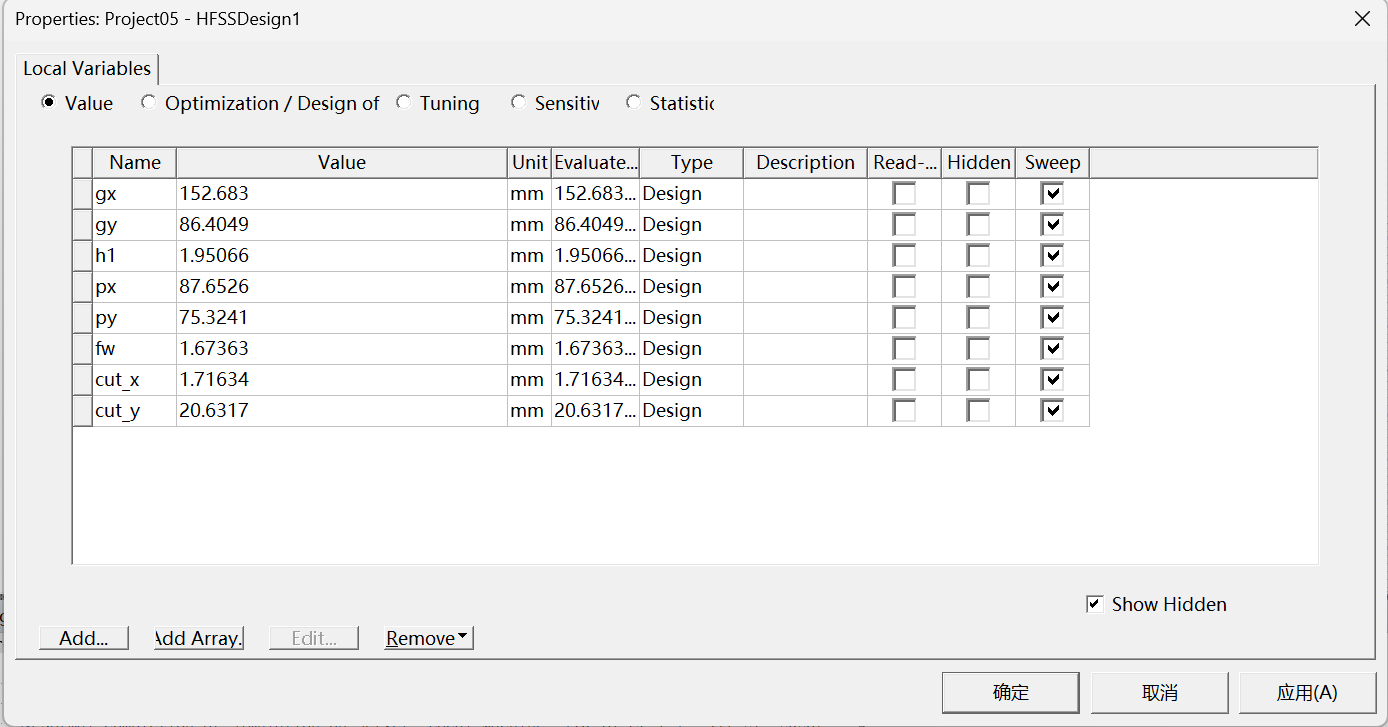 Properties: Project05 - HFSSDesign1
Local Variables
Value Optimization / Design of Tuning Sensitiv Statistic
Name Value Unit Evaluate... Type Description Read-... Hidden Sweep
gx 152.683 mm 152.683... Design
gy 86.4049 mm 86.4049... Design
h1 1.95066 mm 1.95066... Design
px 87.6526 mm 87.6526... Design
py 75.3241 mm 75.3241... Design
fw 1.67363 mm 1.67363... Design
cut_x 1.71634 mm 1.71634... Design
cut_y 20.6317 mm 20.6317... Design
Show Hidden
Add... Add Array. Edit... Remove
确定 取消 应用(A)